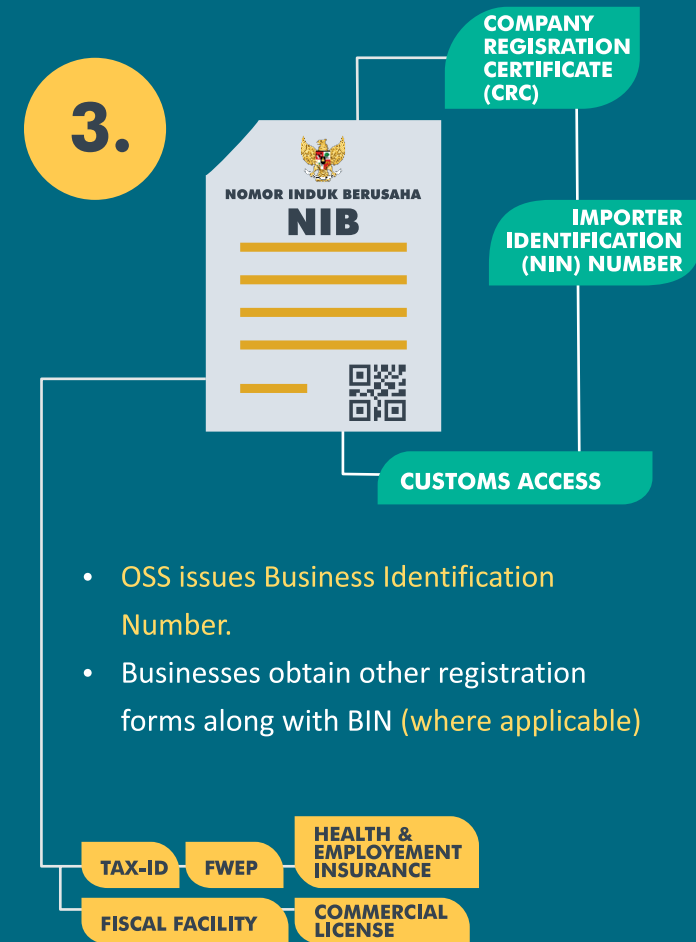 3.
COMPANY
REGISRATION
CERTIFICATE
(CRC)
NOMOR INDUK BERUSAHA
NIB
IMPORTER
IDENTIFICATION
(NIN) NUMBER
CUSTOMS ACCESS
• OSS issues Business Identification
Number.
• Businesses obtain other registration
forms along with BIN (where applicable)
TAX-ID
FWEP
HEALTH &
EMPLOYEMENT
INSURANCE
FISCAL FACILITY
COMMERCIAL
LICENSE